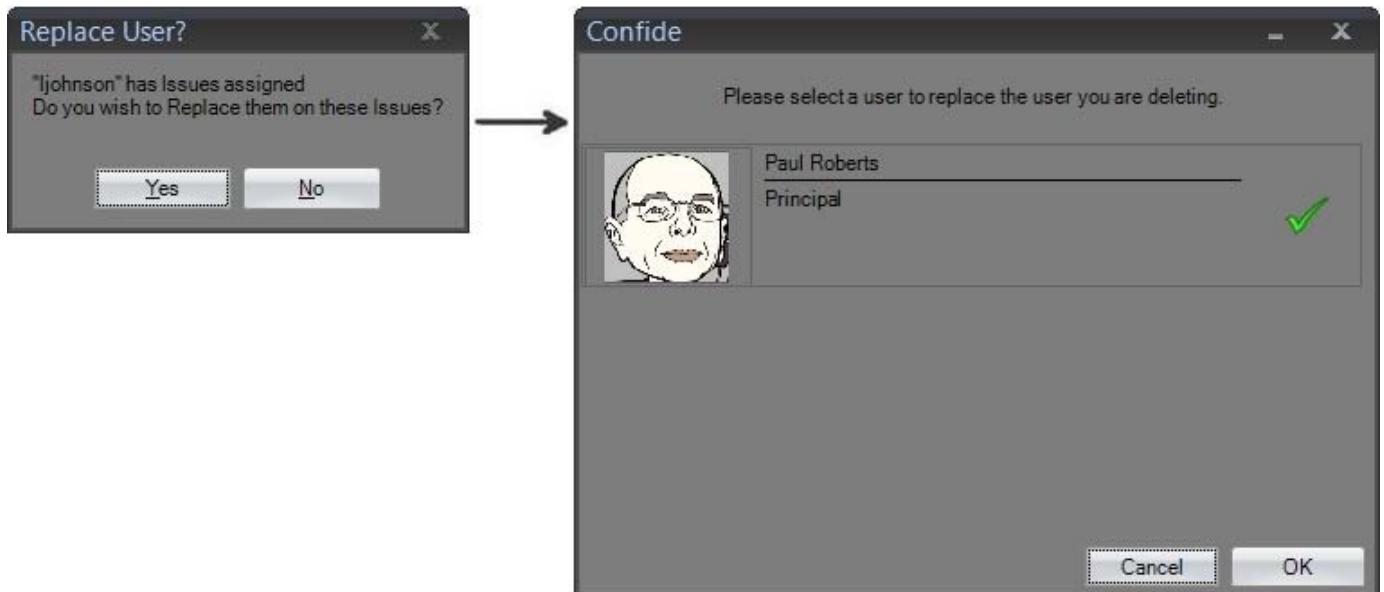 Replace User?
X
"ljohnson" has Issues assigned
Do you wish to Replace them on these Issues?
Yes
No
Confide
X
Please select a user to replace the user you are deleting.
Paul Roberts
Principal
Cancel
OK